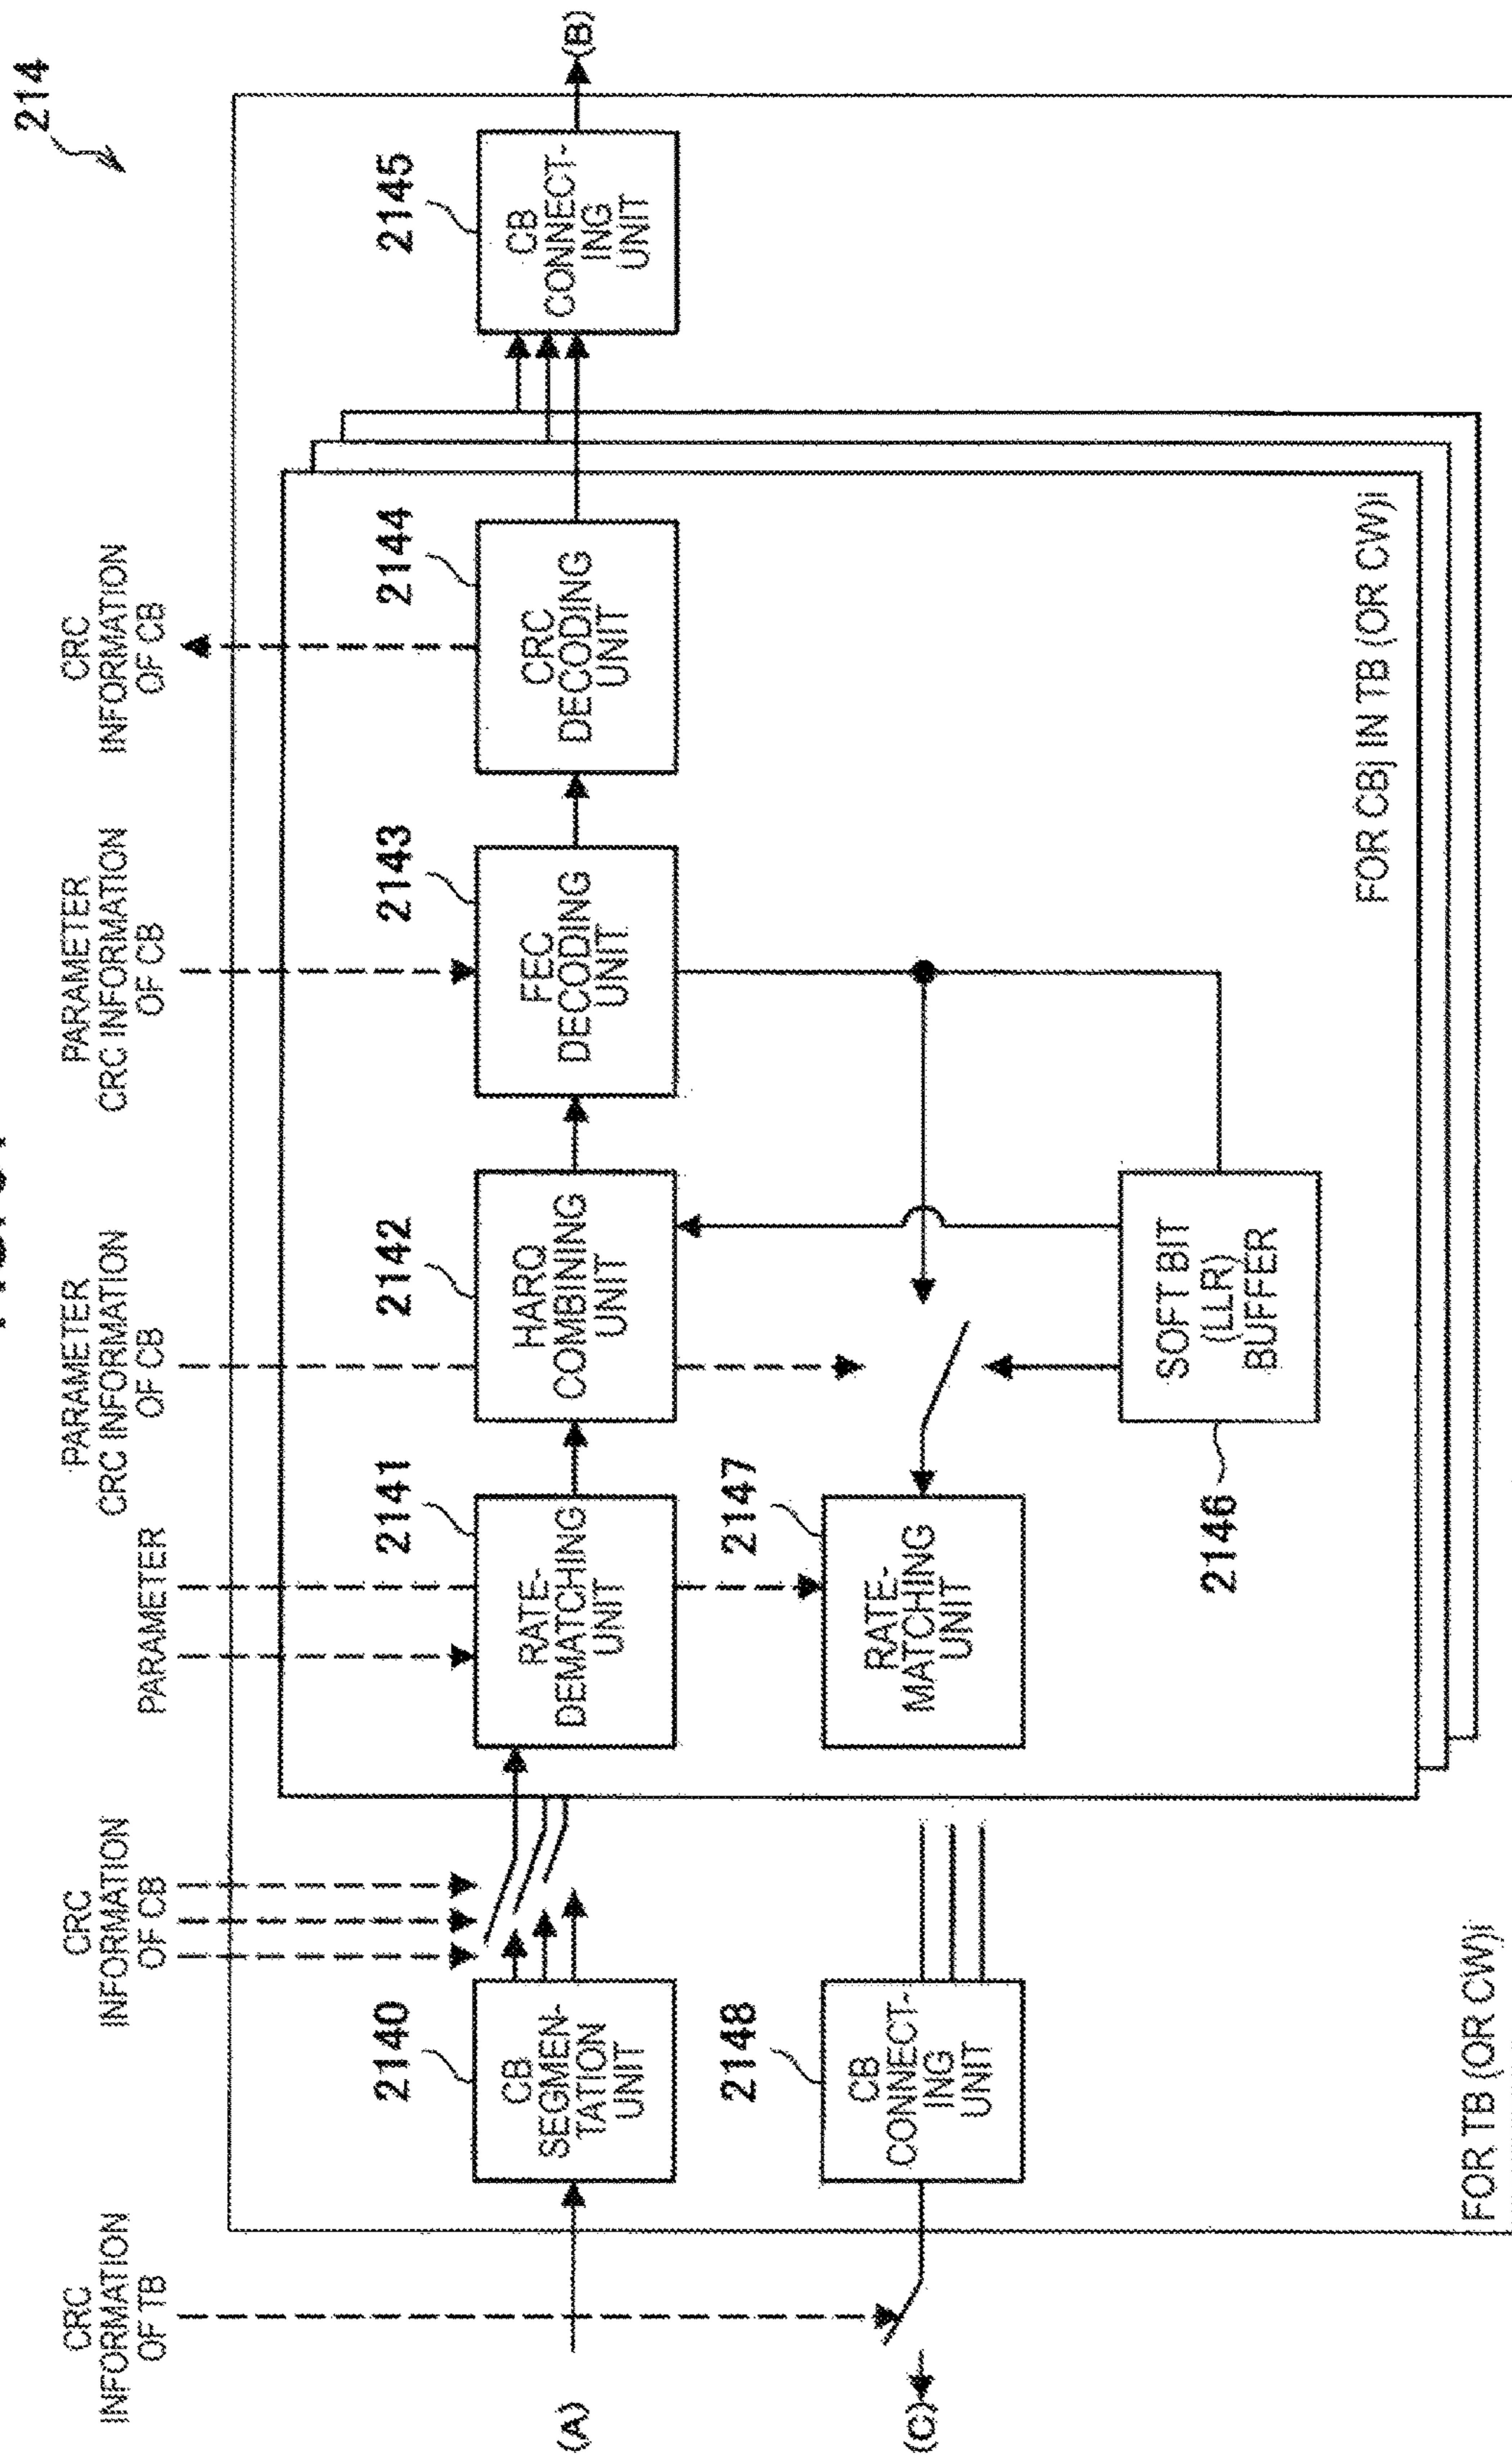 214
CRC
INFORMATION
OF TB
CRC
INFORMATION
OF CB
PARAMETER
PARAMETER
CRC INFORMATION
OF CB
PARAMETER
CRC INFORMATION
OF CB
CRC
INFORMATION
OF CB
(A)
2140
CB
SEGMEN-
TATION
UNIT
2141
RATE-
DEMATCHING
UNIT
2142
HARQ
COMBINING
UNIT
2143
FEC
DECODING
UNIT
2144
CRC
DECODING
UNIT
2145
CB
CONNECT-
ING
UNIT
(B)
(C)
2148
CB
CONNECT-
ING
UNIT
2147
RATE-
MATCHING
UNIT
2146
SOFT BIT
(LLR)
BUFFER
FOR CBj IN TB (OR CW)i
FOR TB (OR CW)i